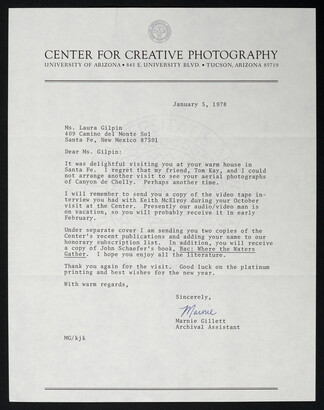 CENTER FOR CREATIVE PHOTOGRAPHY
UNIVERSITY OF ARIZONA • 843 E. UNIVERSITY BLVD. • TUCSON, ARIZONA 85719
January 5, 1978
Ms. Laura Gilpin
409 Camino del Monte Sol
Santa Fe, New Mexico 87501
Dear Ms. Gilpin:
It was delightful visiting you at your warm house in
Santa Fe. I regret that my friend, Tom Kay, and I could
not arrange another visit to see your aerial photographs
of Canyon de Chelly. Perhaps another time.
I will remember to send you a copy of the video tape in-
terview you had with Keith McElroy during your October
visit at the Center. Presently our audio/video man is
on vacation, so you will probably receive it in early
February.
Under separate cover I am sending you two copies of the
Center's recent publications and adding your name to our
honorary subscription list. In addition, you will receive
a copy of John Schaefer's book, Bac: Where the Waters
Gather. I hope you enjoy all the literature.
Thank you again for the visit. Good luck on the platinum
printing and best wishes for the new year.
With warm regards,
Sincerely,
Marnie
Marnie Gillett
Archival Assistant
MG/kjk